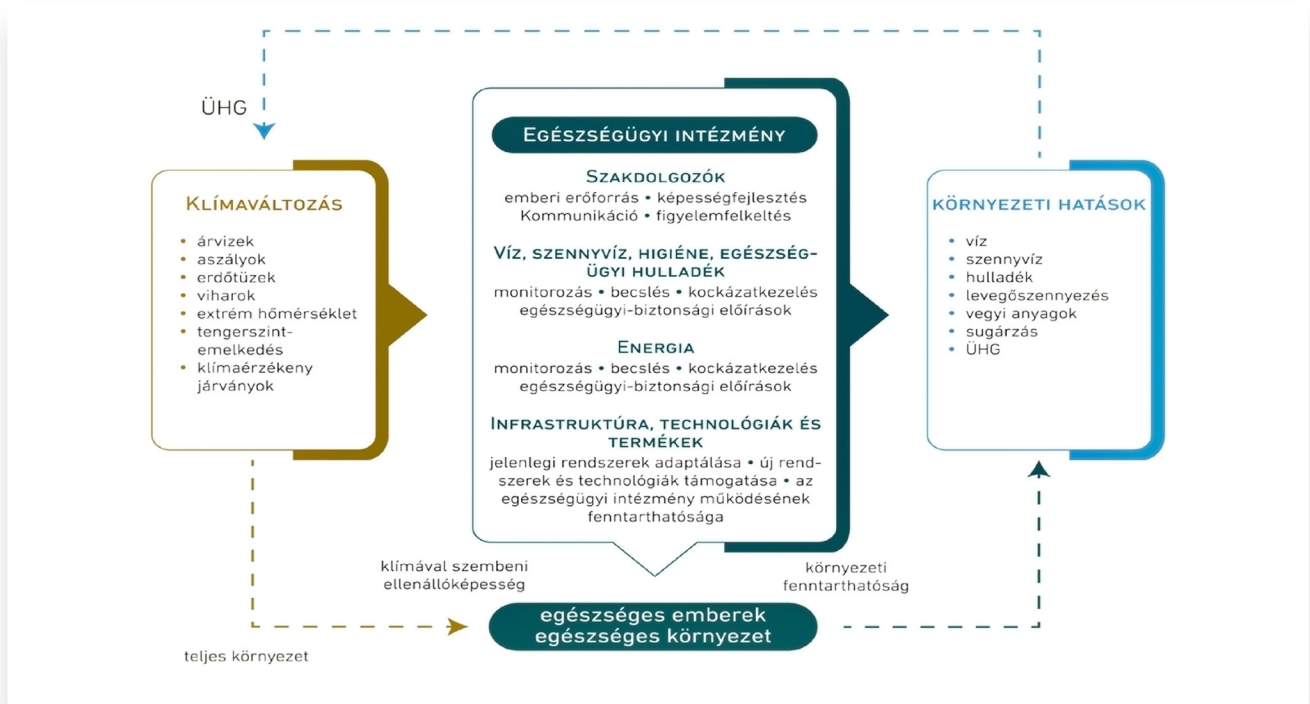 ÜHG
KLÍMAVÁLTOZÁS
• árvizek
• aszályok
• erdőtüzek
• viharok
• extrém hőmérséklet
• tengerszint-
emelkedés
• klímaérzékeny
járványok
EGÉSZSÉGÜGYI INTÉZMÉNY
SZAKDOLGOZÓK
emberi erőforrás • képességfejlesztés
Kommunikáció • figyelemfelkeltés
VÍZ, SZENNYVÍZ, HIGIÉNE, EGÉSZSÉG-
ÜGYI HULLADÉK
monitorozás • becslés • kockázatkezelés
egészségügyi-biztonsági előírások
ENERGIA
monitorozás • becslés • kockázatkezelés
egészségügyi-biztonsági előírások
INFRASTRUKTÚRA, TECHNOLÓGIÁK ÉS
TERMÉKEK
jelenlegi rendszerek adaptálása • új rend-
szerek és technológiák támogatása • az
egészségügyi intézmény működésének
fenntarthatósága
KÖRNYEZETI HATÁSOK
• víz
• szennyvíz
• hulladék
• levegőszennyezés
• vegyi anyagok
• sugárzás
• ÜHG
klímával szembeni
ellenállóképesség
környezeti
fenntarthatóság
egészséges emberek
egészséges környezet
teljes környezet